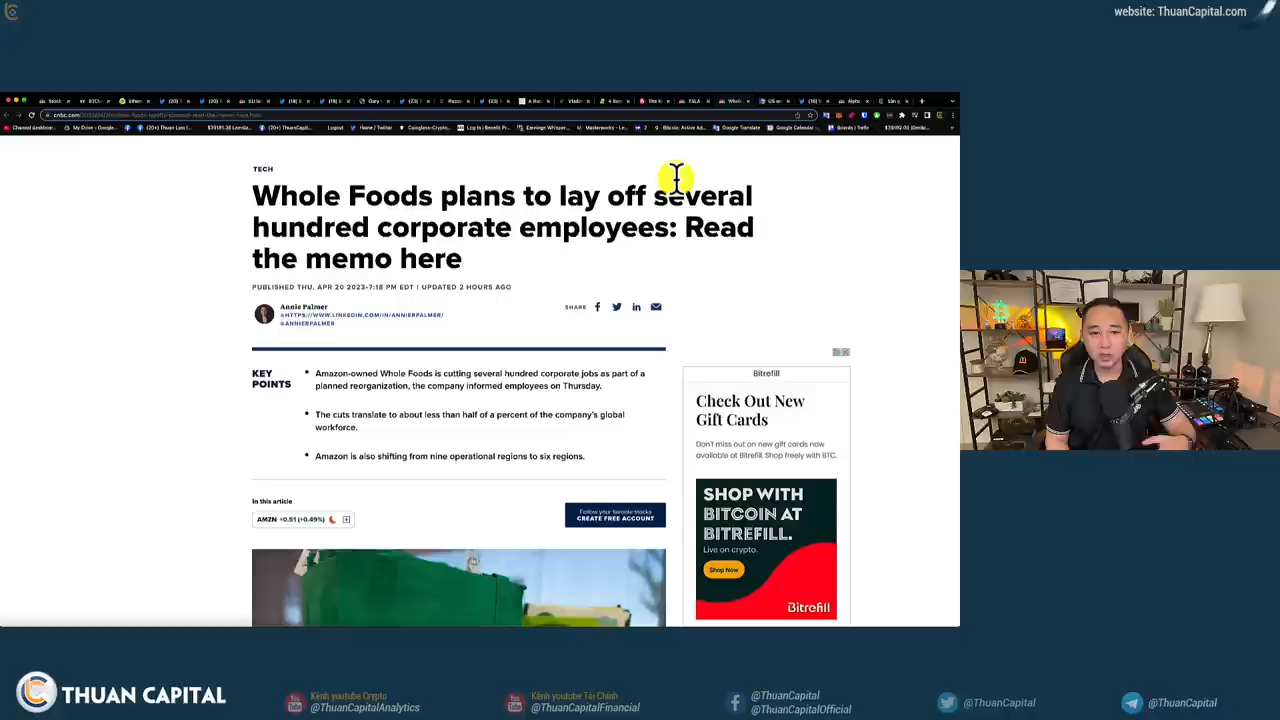 website: ThuanCapital.com
TECH
Whole Foods plans to lay off several
hundred corporate employees: Read
the memo here
PUBLISHED THU, APR 20 2023•7:18 PM EDT | UPDATED 2 HOURS AGO
Annie Palmer
@HTTPS://WWW.LINKEDIN.COM/IN/ANNIERPALMER/
@ANNIERPALMER
SHARE
KEY
POINTS
Amazon-owned Whole Foods is cutting several hundred corporate jobs as part of a
planned reorganization, the company informed employees on Thursday.
The cuts translate to about less than half of a percent of the company's global
workforce.
Amazon is also shifting from nine operational regions to six regions.
In this article
AMZN +0.51 (+0.49%)
Follow your favorite stocks
CREATE FREE ACCOUNT
Bitrefill
Check Out New
Gift Cards
Don't miss out on new gift cards now
available at Bitrefill. Shop freely with BTC.
SHOP WITH
BITCOIN AT
BITREFILL.
Live on crypto.
Shop Now
Bitrefill
THUAN CAPITAL
Kênh youtube Crypto
@ThuanCapitalAnalytics
Kênh youtube Tài Chính
@ThuanCapitalFinancial
@ThuanCapital
@ThuanCapitalOfficial
@ThuanCapital
@ThuanCapital